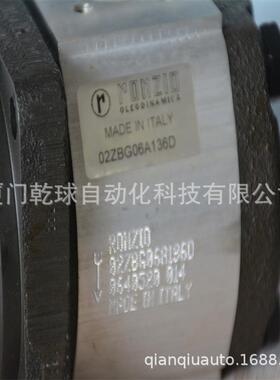 RONZIO
OLEODINAMICA
MADE IN ITALY
02ZBG06A136D
厦门乾球自动化科技有限公司
RONZIO
MADE IN ITALY
qianqiuauto.1688.com